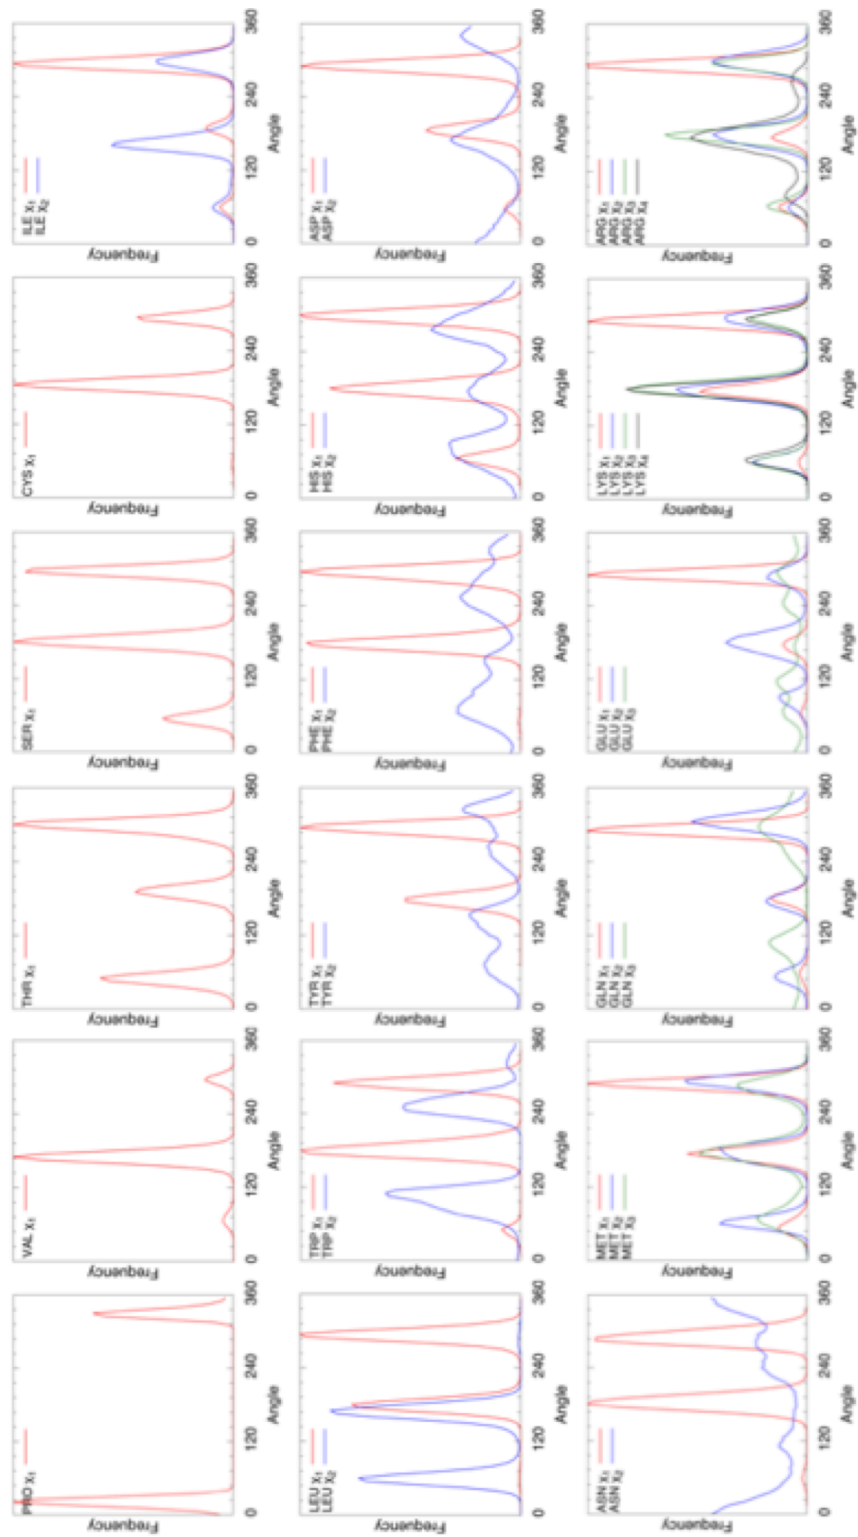 PRO χ1
Frequency
0 120 240 360
Angle
VAL χ1
Frequency
0 120 240 360
Angle
THR χ1
Frequency
0 120 240 360
Angle
SER χ1
Frequency
0 120 240 360
Angle
CYS χ1
Frequency
0 120 240 360
Angle
ILE χ1
ILE χ2
Frequency
0 120 240 360
Angle
LEU χ1
LEU χ2
Frequency
0 120 240 360
Angle
TRP χ1
TRP χ2
Frequency
0 120 240 360
Angle
TYR χ1
TYR χ2
Frequency
0 120 240 360
Angle
PHE χ1
PHE χ2
Frequency
0 120 240 360
Angle
HIS χ1
HIS χ2
Frequency
0 120 240 360
Angle
ASP χ1
ASP χ2
Frequency
0 120 240 360
Angle
ASN χ1
ASN χ2
Frequency
0 120 240 360
Angle
MET χ1
MET χ2
MET χ3
Frequency
0 120 240 360
Angle
GLN χ1
GLN χ2
GLN χ3
Frequency
0 120 240 360
Angle
GLU χ1
GLU χ2
GLU χ3
Frequency
0 120 240 360
Angle
LYS χ1
LYS χ2
LYS χ3
LYS χ4
Frequency
0 120 240 360
Angle
ARG χ1
ARG χ2
ARG χ3
ARG χ4
Frequency
0 120 240 360
Angle